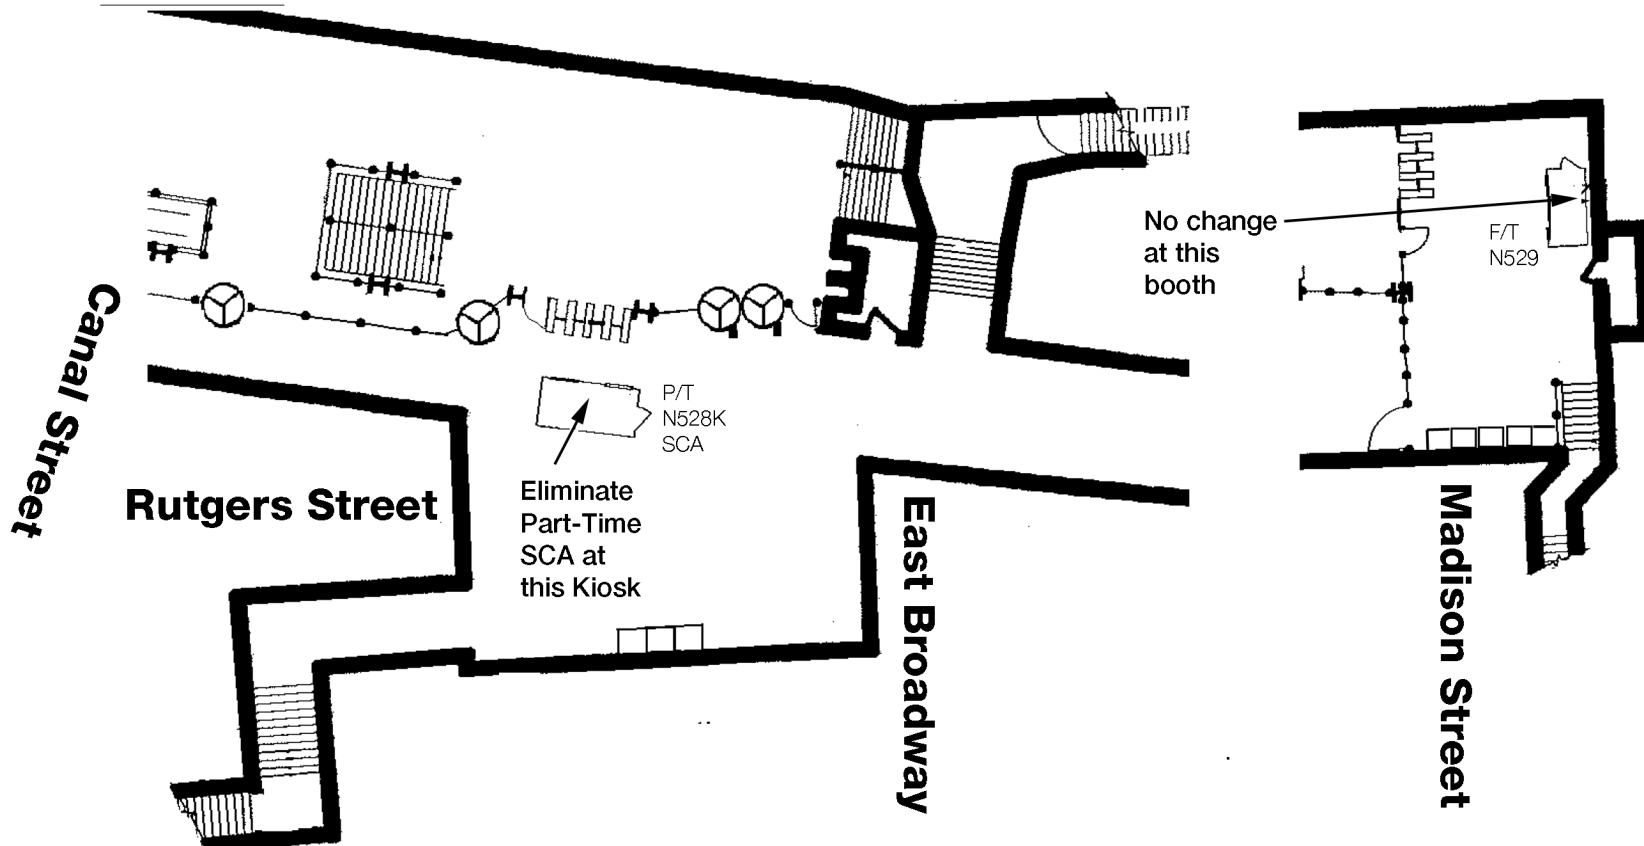 Canal Street
Rutgers Street
P/T
N528K
SCA
Eliminate
Part-Time
SCA at
this Kiosk
East Broadway
No change
at this
booth
F/T
N529
Madison Street